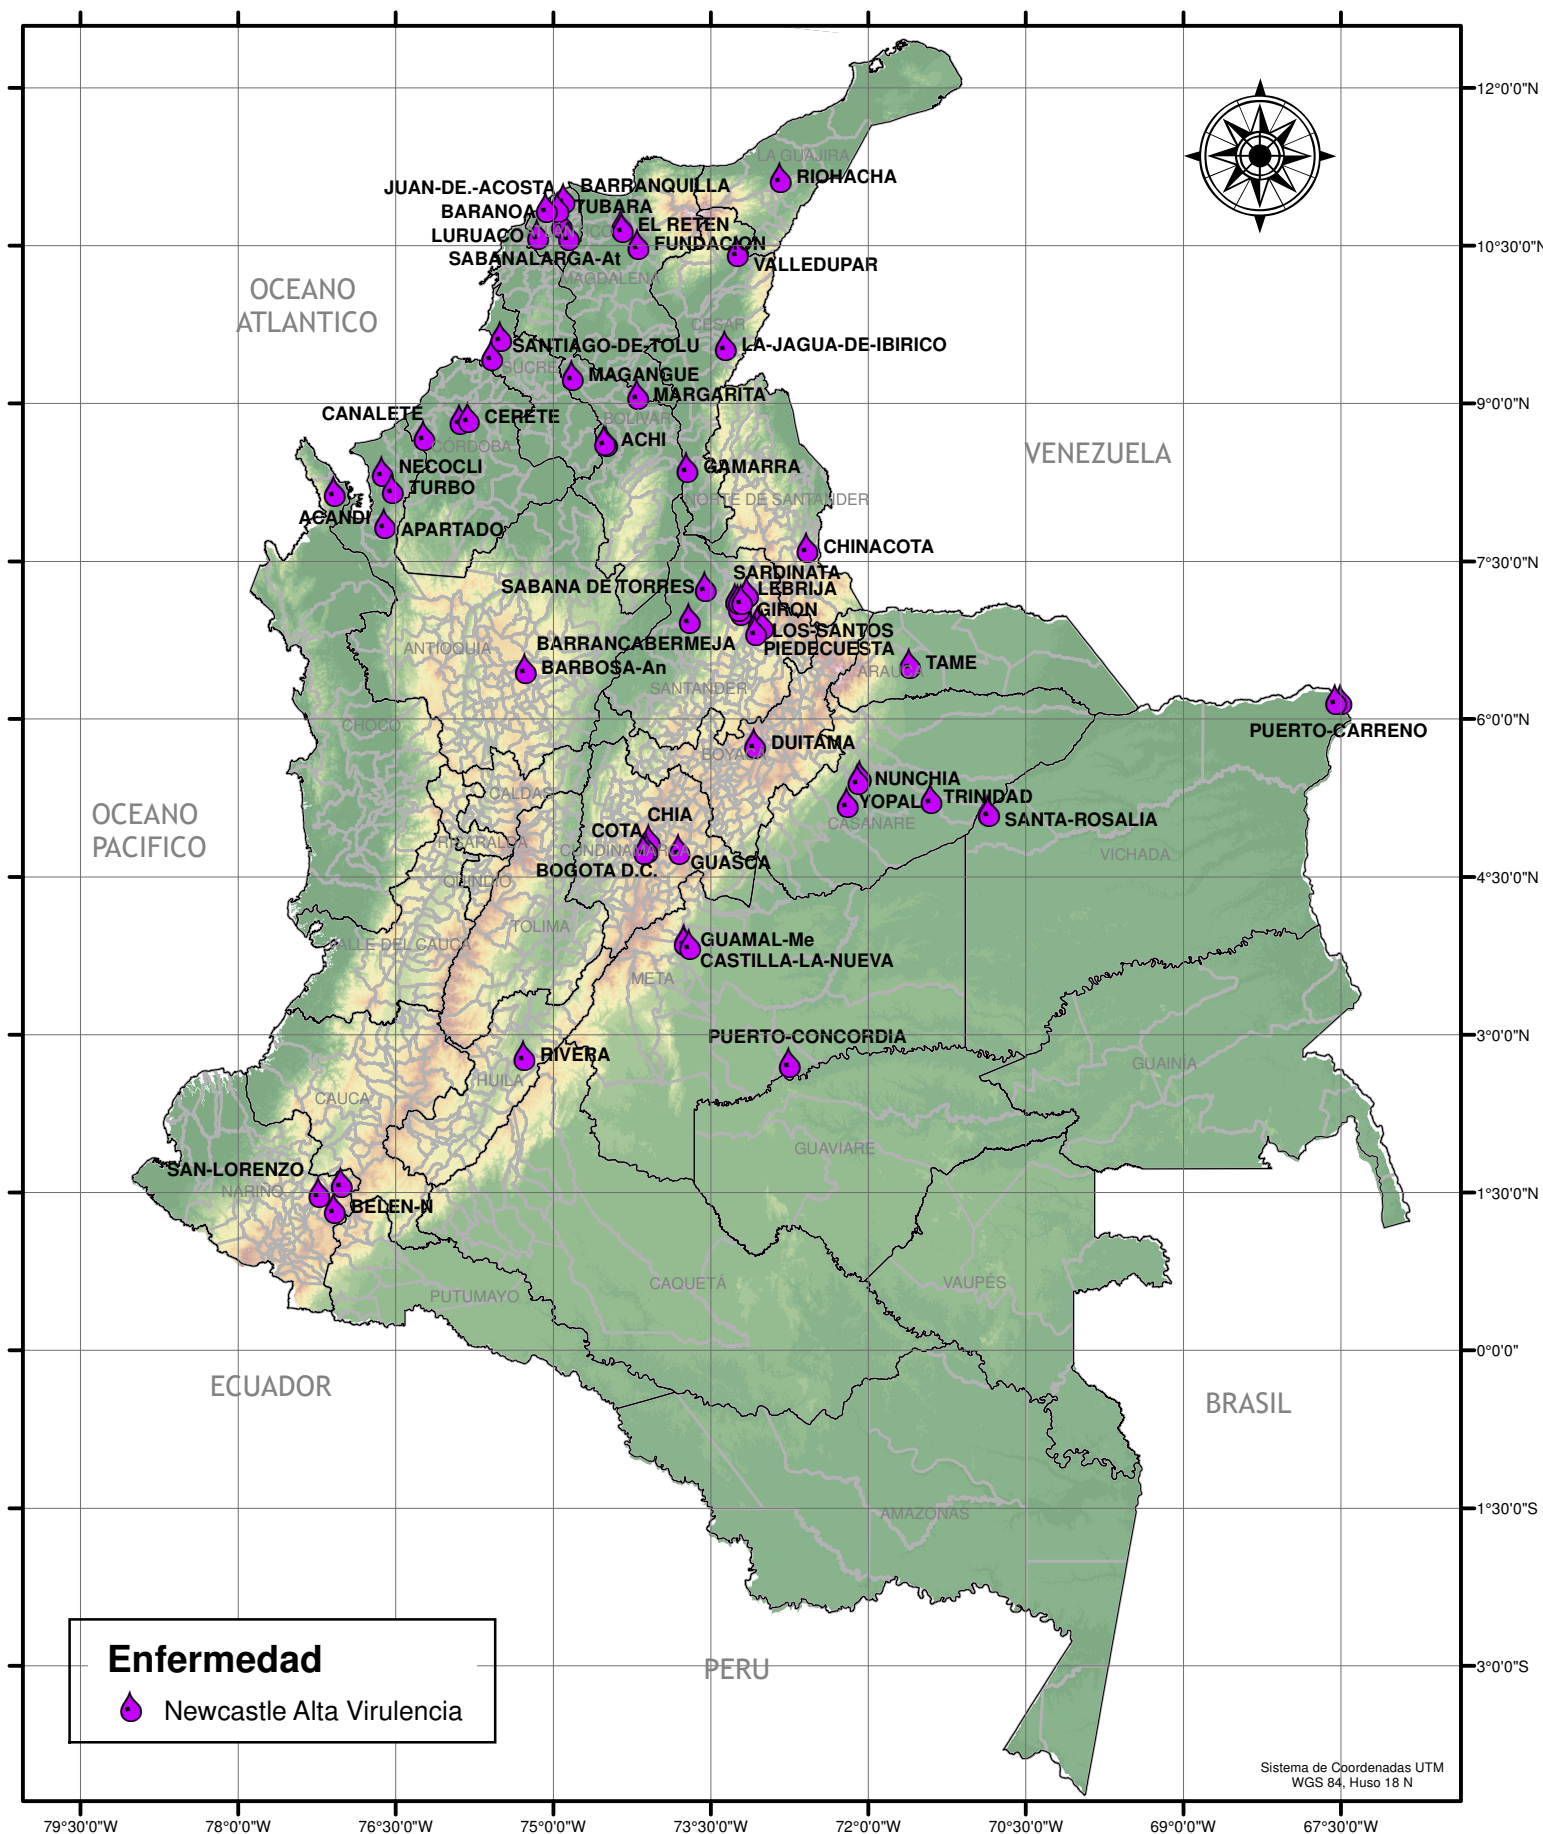 12°0'0"N
LA GUAJIRA
RIOHACHA
JUAN-DE.-ACOSTA
BARRANQUILLA
BARANOA
TUBARA
LURUACO
EL RETEN
FUNDACION
10°30'0"N
SABANALARGA-At
VALLEDUPAR
MAGDALENA
OCEANO
ATLANTICO
CESAR
SANTIAGO-DE-TOLU
LA-JAGUA-DE-IBIRICO
SUCRE
MAGANGUE
MARGARITA
9°0'0"N
CANALETE
CERETE
BOLIVAR
CORDOBA
ACHI
VENEZUELA
NECOCLI
GAMARRA
TURBO
NORTE DE SANTANDER
ACANDI
APARTADO
CHINACOTA
7°30'0"N
SARDINATA
SABANA DE TORRES
LEBRIJA
GIRON
LOS-SANTOS
BARRANCABERMEJA
PIEDECUESTA
ANTIOQUIA
BARBOSA-An
TAME
ARAUCA
SANTANDER
6°0'0"N
CHOCO
PUERTO-CARRENO
DUITAMA
BOYACA
NUNCHIA
CALDAS
YOPAL
TRINIDAD
OCEANO
PACIFICO
CHIA
SANTA-ROSALIA
CASANARE
COTA
RISARALDA
CUNDINAMARCA
VICHADA
BOGOTA D.C.
GUASCA
QUINDIO
4°30'0"N
TOLIMA
VALLE DEL CAUCA
GUAMAL-Me
CASTILLA-LA-NUEVA
META
3°0'0"N
PUERTO-CONCORDIA
RIVERA
GUAINÍA
HUILA
CAUCA
GUAVIARE
SAN-LORENZO
NARIÑO
1°30'0"N
BELEN-N
CAQUETÁ
VAUPÉS
PUTUMAYO
0°0'0"
ECUADOR
BRASIL
1°30'0"S
AMAZONAS
Enfermedad
PERU
3°0'0"S
Newcastle Alta Virulencia
Sistema de Coordenadas UTM
WGS 84, Huso 18 N
79°30'0"W 78°0'0"W 76°30'0"W 75°0'0"W 73°30'0"W 72°0'0"W 70°30'0"W 69°0'0"W 67°30'0"W